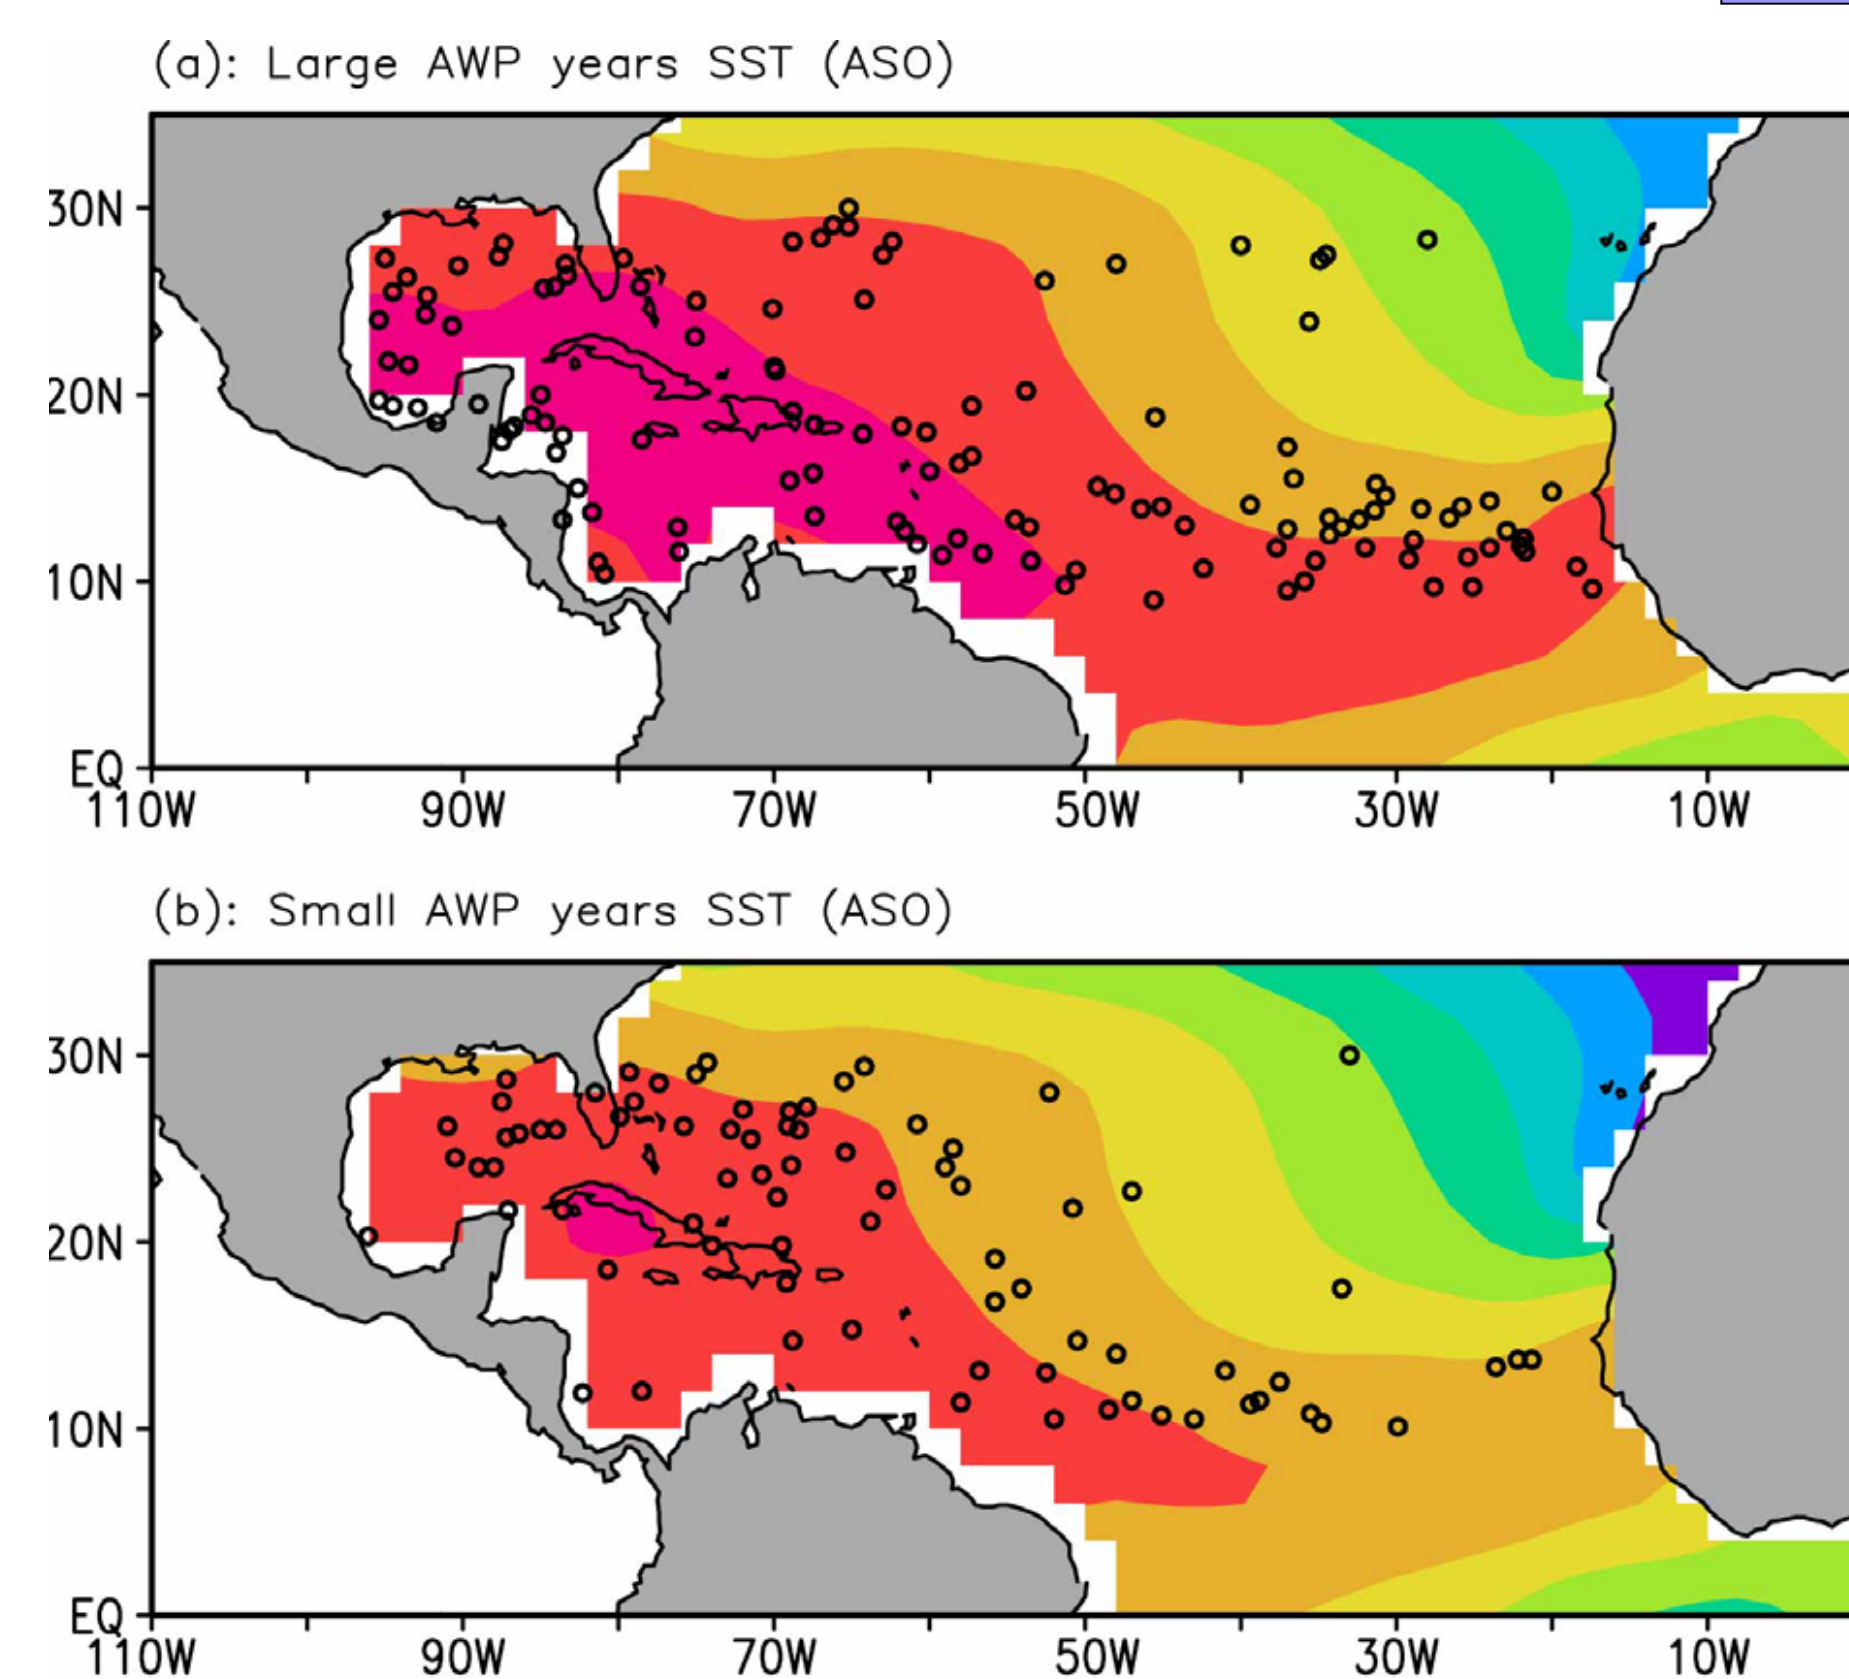 (a): Large AWP years SST (ASO)
30N
20N
10N
EQ
110W 90W 70W 50W 30W 10W
(b): Small AWP years SST (ASO)
30N
20N
10N
EQ
110W 90W 70W 50W 30W 10W